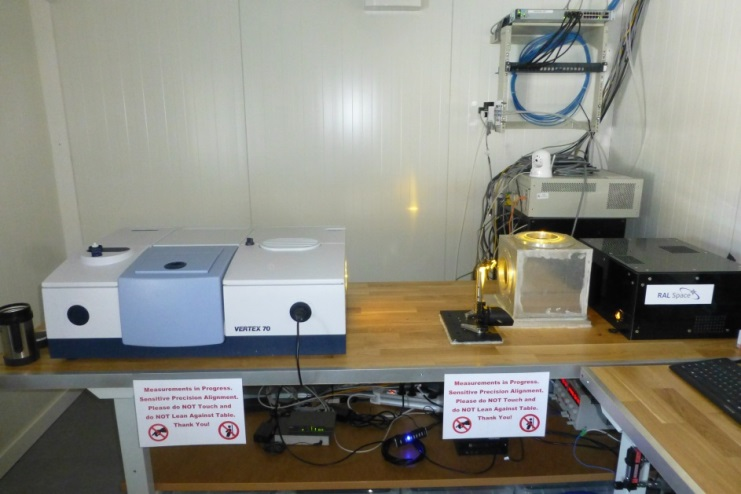 VERTEX 70
RAL Space
Measurements in Progress.
Sensitive Precision Alignment.
Please do NOT Touch and
do NOT Lean Against Table.
Thank You!
Measurements in Progress.
Sensitive Precision Alignment.
Please do NOT Touch and
do NOT Lean Against Table.
Thank You!